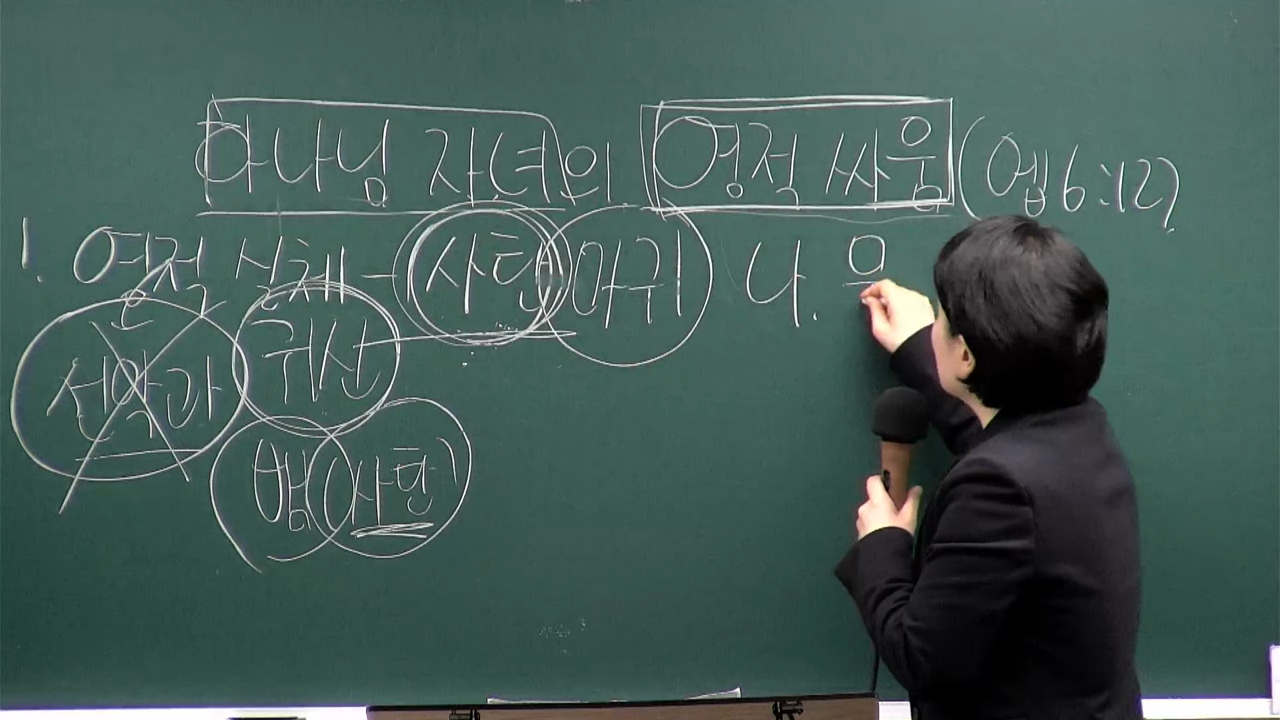 하나님 자녀의 영적 싸움 (엡6:12)
1. 영적 실체 - 사탄 마귀 나.
선악과 귀신
뱀 (사탄)